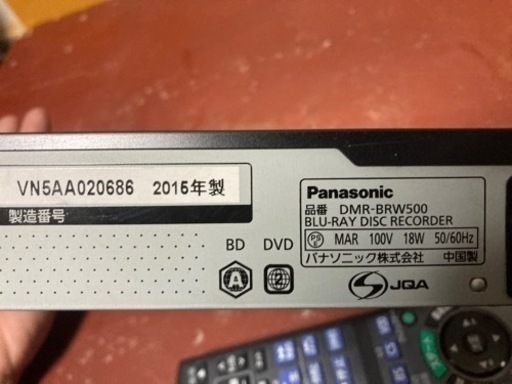 VN5AA020686 2015年製
製造番号
BD DVD
A 2
Panasonic
品番 DMR-BRW500
BLU-RAY DISC RECORDER
PS E MAR 100V 18W 50/60Hz
パナソニック株式会社 中国製
S JQA